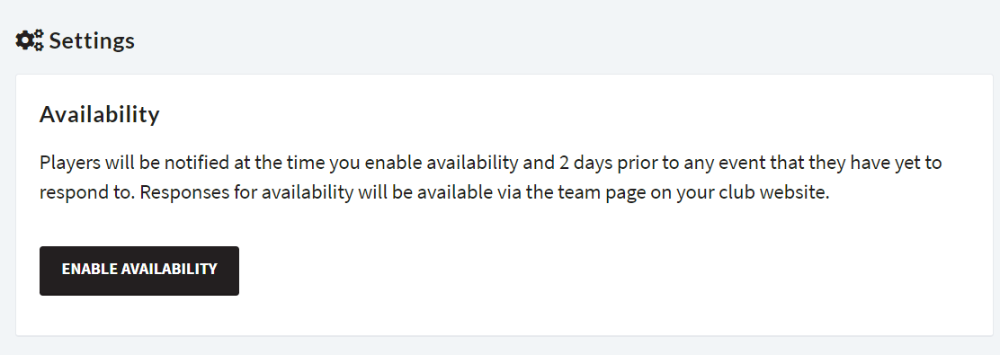 Settings
Availability
Players will be notified at the time you enable availability and 2 days prior to any event that they have yet to
respond to. Responses for availability will be available via the team page on your club website.
ENABLE AVAILABILITY